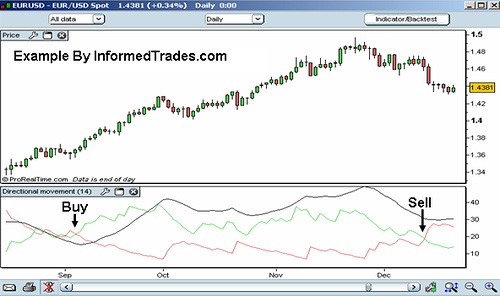 EURUSD - EUR/USD Spot 1.4381 (+0.34%) Daily 0:00
All data Daily Indicator/Backtest
Price
Example By InformedTrades.com
1.5
1.48
1.46
1.4381
1.42
1.4
1.38
1.36
1.34
© ProRealTime.com Data is end of day
Directional movement (14)
Buy
Sell
40
30
20
10
0
Sep Oct Nov Dec